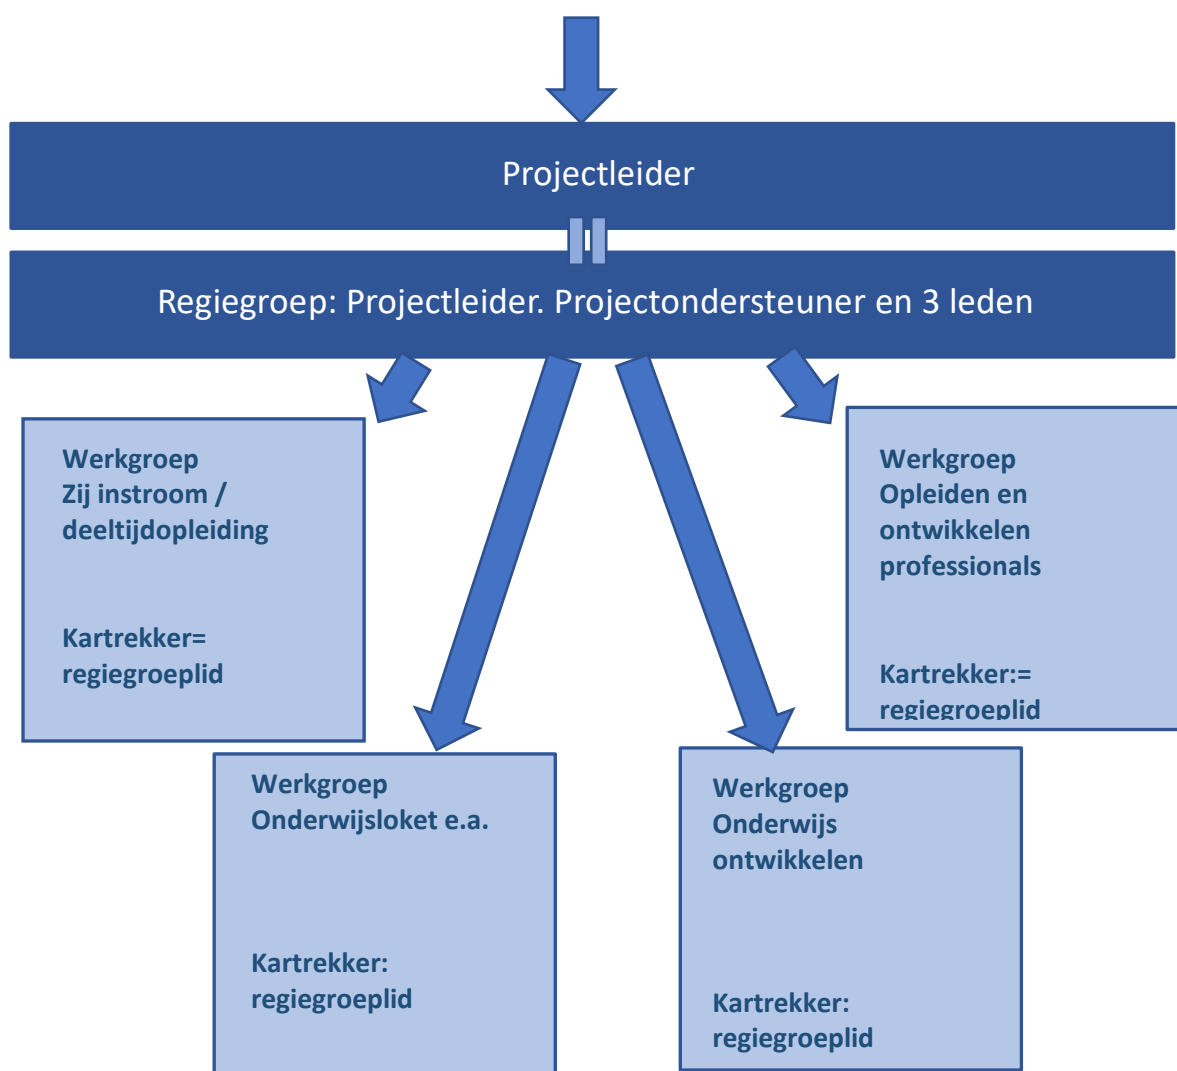 Projectleider
Regiegroep: Projectleider. Projectondersteuner en 3 leden
Werkgroep
Zij instroom /
deeltijdopleiding
Kartrekker=
regiegroeplid
Werkgroep
Opleiden en
ontwikkelen
professionals
Kartrekker:=
regiegroeplid
Werkgroep
Onderwijsloket e.a.
Kartrekker:
regiegroeplid
Werkgroep
Onderwijs
ontwikkelen
Kartrekker:
regiegroeplid